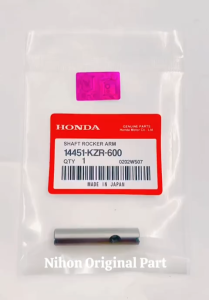 GENUINE PARTS
Honda Motor Co., Ltd.
HONDA
SHAFT ROCKER ARM
14451-KZR-600
QTY 1 0202W507
MADE IN JAPAN
Nihon Original Part